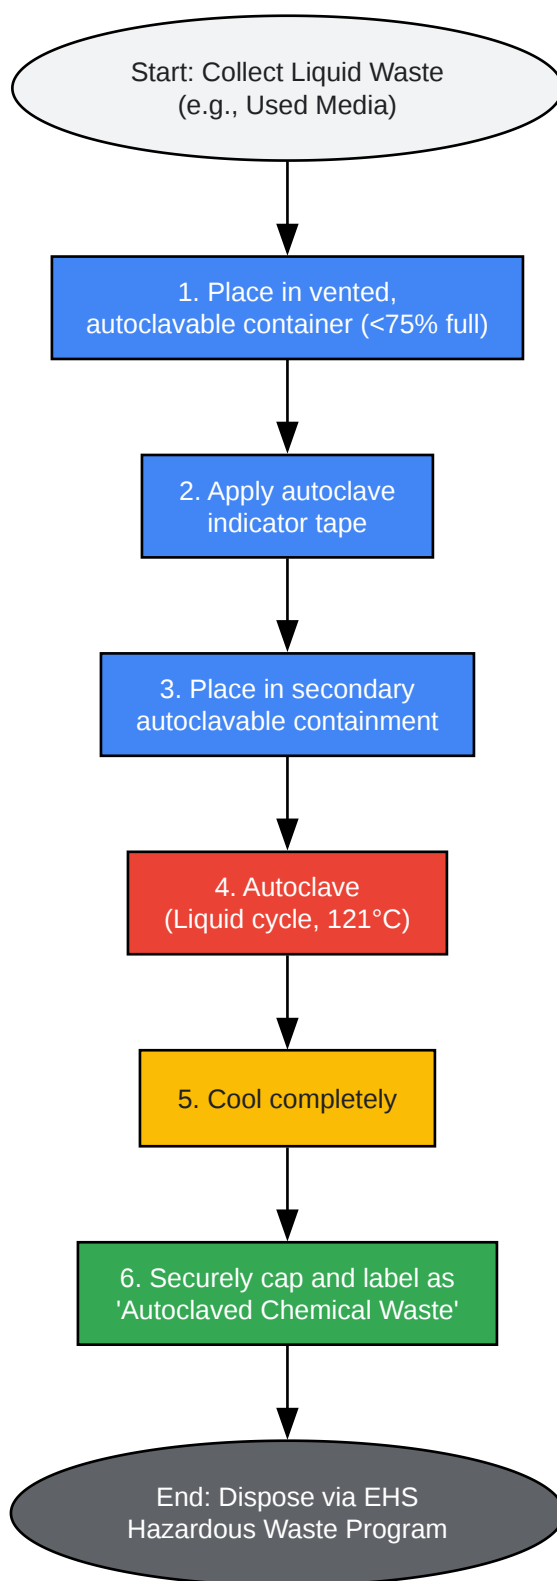 Start: Collect Liquid Waste
(e.g., Used Media)
1. Place in vented,
autoclavable container (<75% full)
2. Apply autoclave
indicator tape
3. Place in secondary
autoclavable containment
4. Autoclave
(Liquid cycle, 121°C)
5. Cool completely
6. Securely cap and label as
'Autoclaved Chemical Waste'
End: Dispose via EHS
Hazardous Waste Program